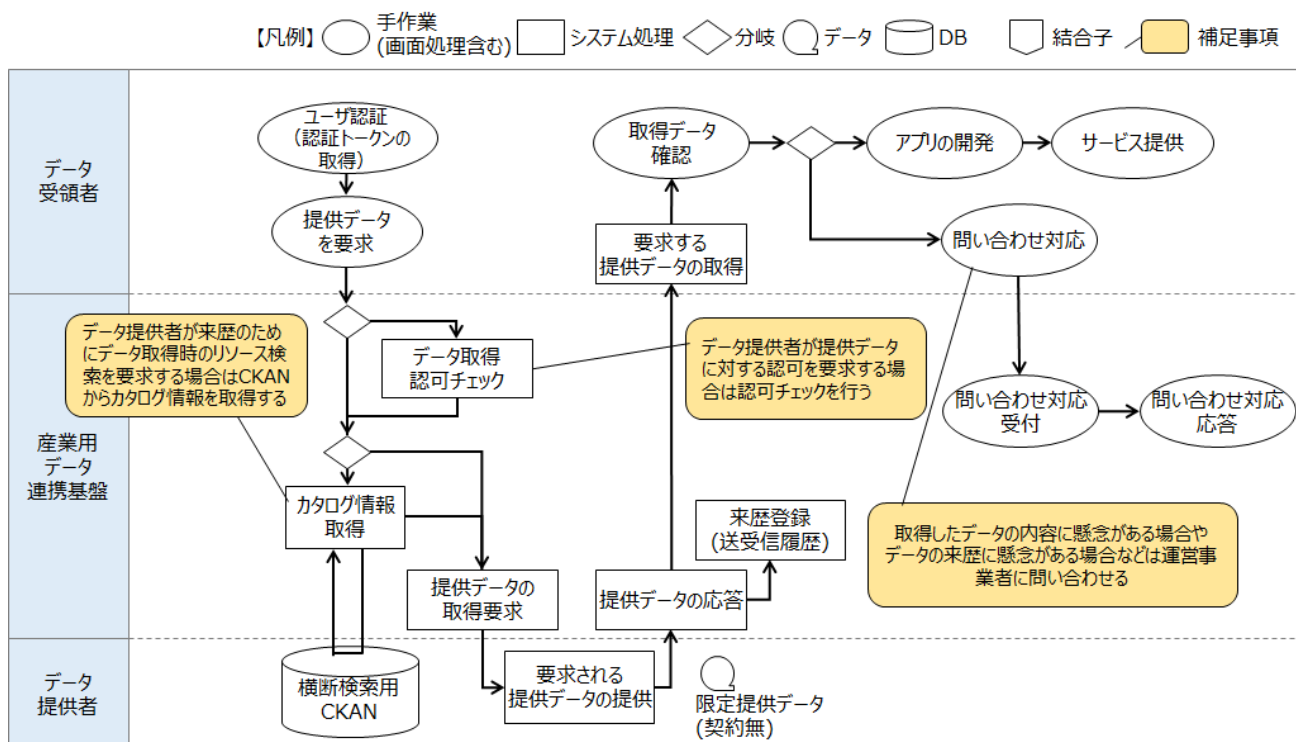 【凡例】
手作業
(画面処理含む)
システム処理
分岐
データ
DB
結合子
補足事項
データ
受領者
ユーザ認証
(認証トークンの
取得)
提供データ
を要求
取得データ
確認
アプリの開発
サービス提供
要求する
提供データの取得
問い合わせ対応
産業用
データ
連携基盤
データ提供者が来歴のため
にデータ取得時のリソース検
索を要求する場合はCKAN
からカタログ情報を取得する
データ取得
認可チェック
データ提供者が提供データ
に対する認可を要求する場
合は認可チェックを行う
問い合わせ対応
受付
問い合わせ対応
応答
カタログ情報
取得
来歴登録
(送受信履歴)
取得したデータの内容に懸念がある場合や
データの来歴に懸念がある場合などは運営事
業者に問い合わせる
提供データの
取得要求
提供データの応答
データ
提供者
横断検索用
CKAN
要求される
提供データの提供
限定提供データ
(契約無)